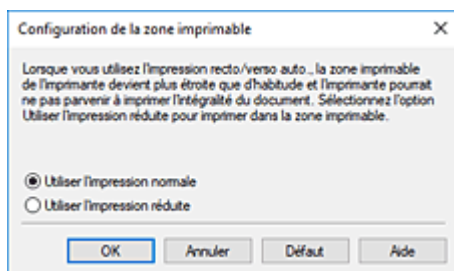 Configuration de la zone imprimable
Lorsque vous utilisez l'impression recto/verso auto., la zone imprimable
de l'imprimante devient plus étroite que d'habitude et l'imprimante pourrait
ne pas parvenir à imprimer l'intégralité du document. Sélectionnez l'option
Utiliser l'impression réduite pour imprimer dans la zone imprimable.
Utiliser l'impression normale
Utiliser l'impression réduite
OK Annuler Défaut Aide